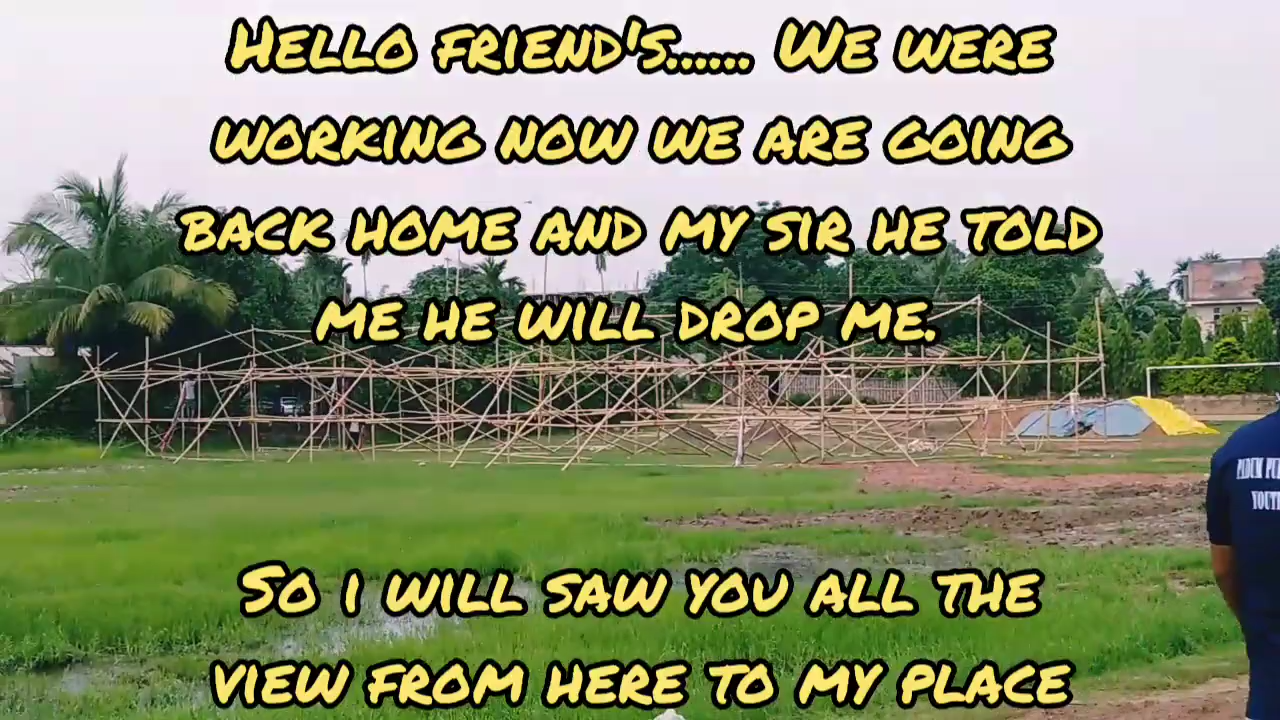 Hello friend's...... We were
working now we are going
back home and my sir he told
me he will drop me.
So i will saw you all the
view from here to my place
YOUTH